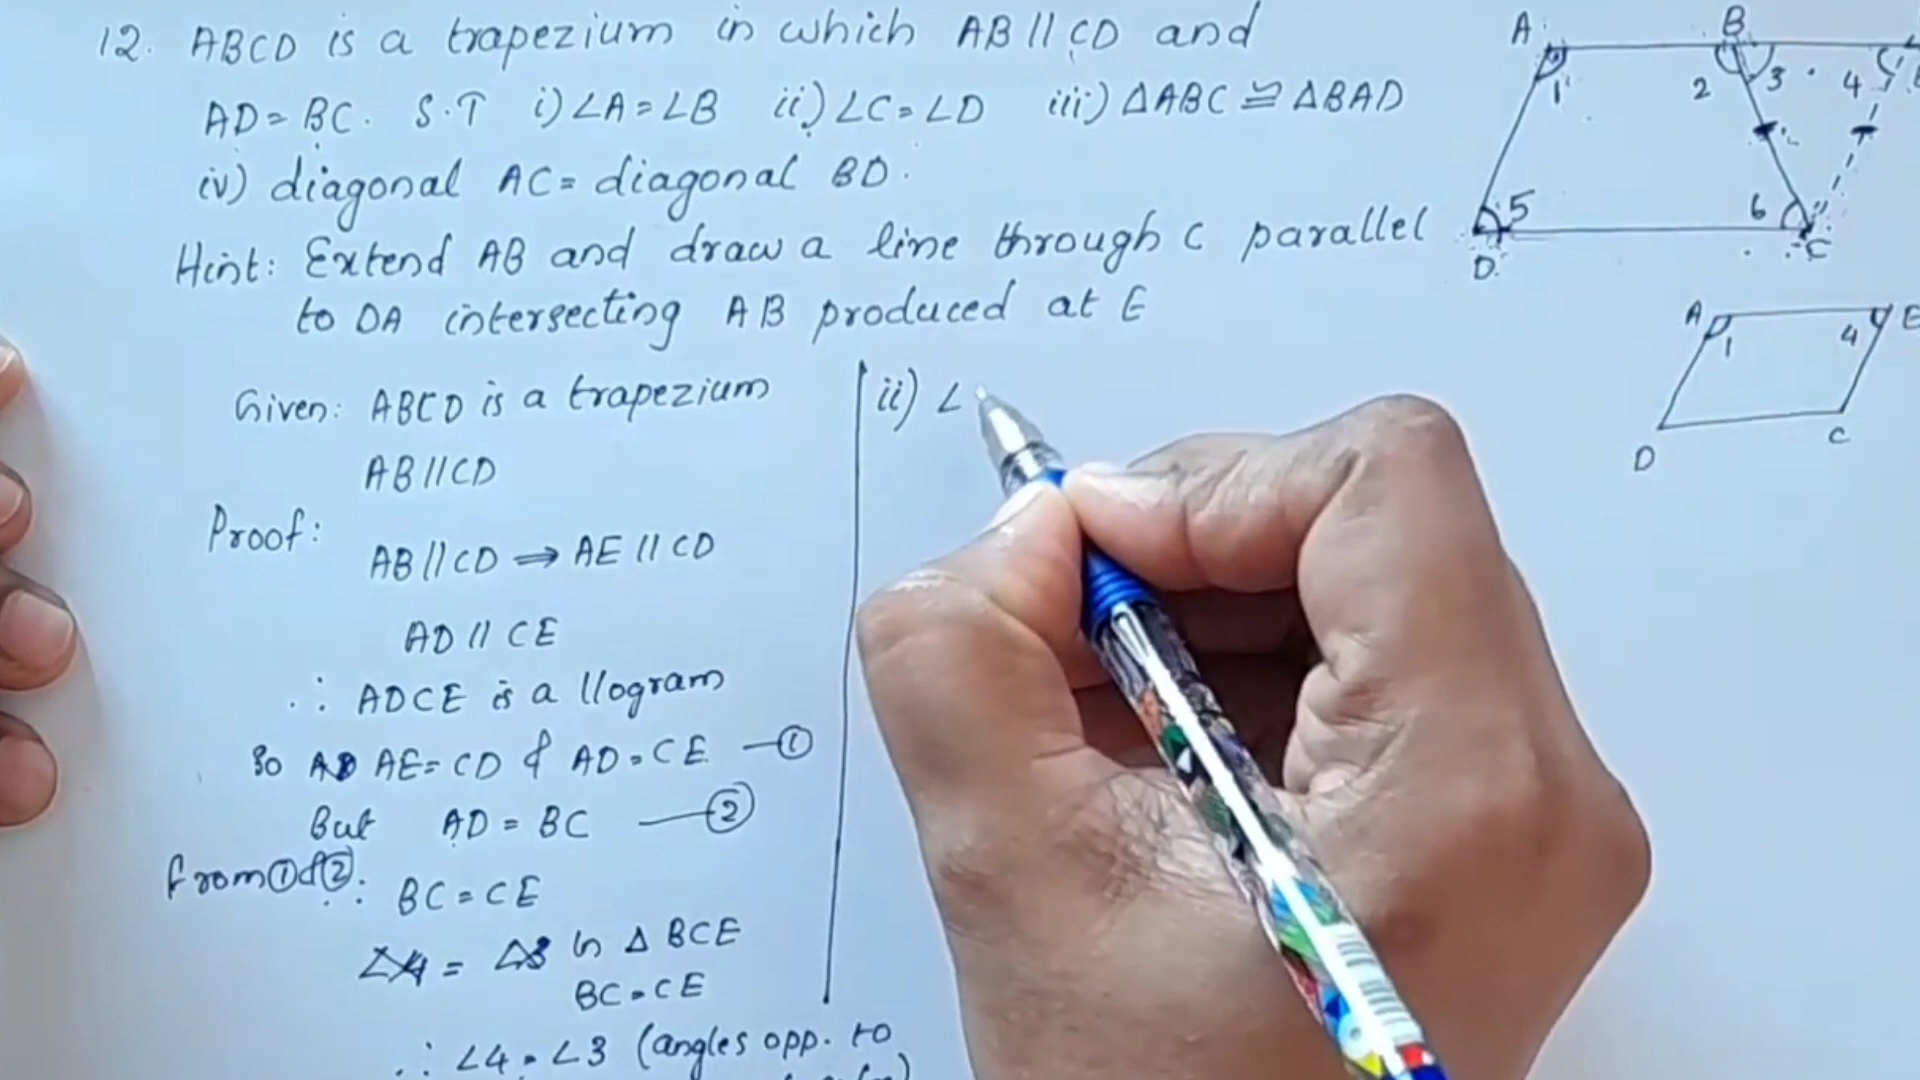 12. ABCD is a trapezium in which AB // CD and
AD = BC. S.T i) ∠A = ∠B ii) ∠C = ∠D iii) ΔABC ≅ ΔBAD
iv) diagonal AC = diagonal BD.
Hint: Extend AB and draw a line through C parallel
to DA intersecting AB produced at E
Given: ABCD is a trapezium
AB // CD
Proof:
AB // CD ⇒ AE // CD
AD // CE
∴ ADCE is a llogram
So AE = CD & AD = CE — ①
But AD = BC — ②
from ① & ② : BC = CE
= In Δ BCE
BC = CE
∴ ∠4 = ∠3 (angles opp. to
ii) ∠
A B
1 2 3 4
5 6
D C
A E
1 4
D C